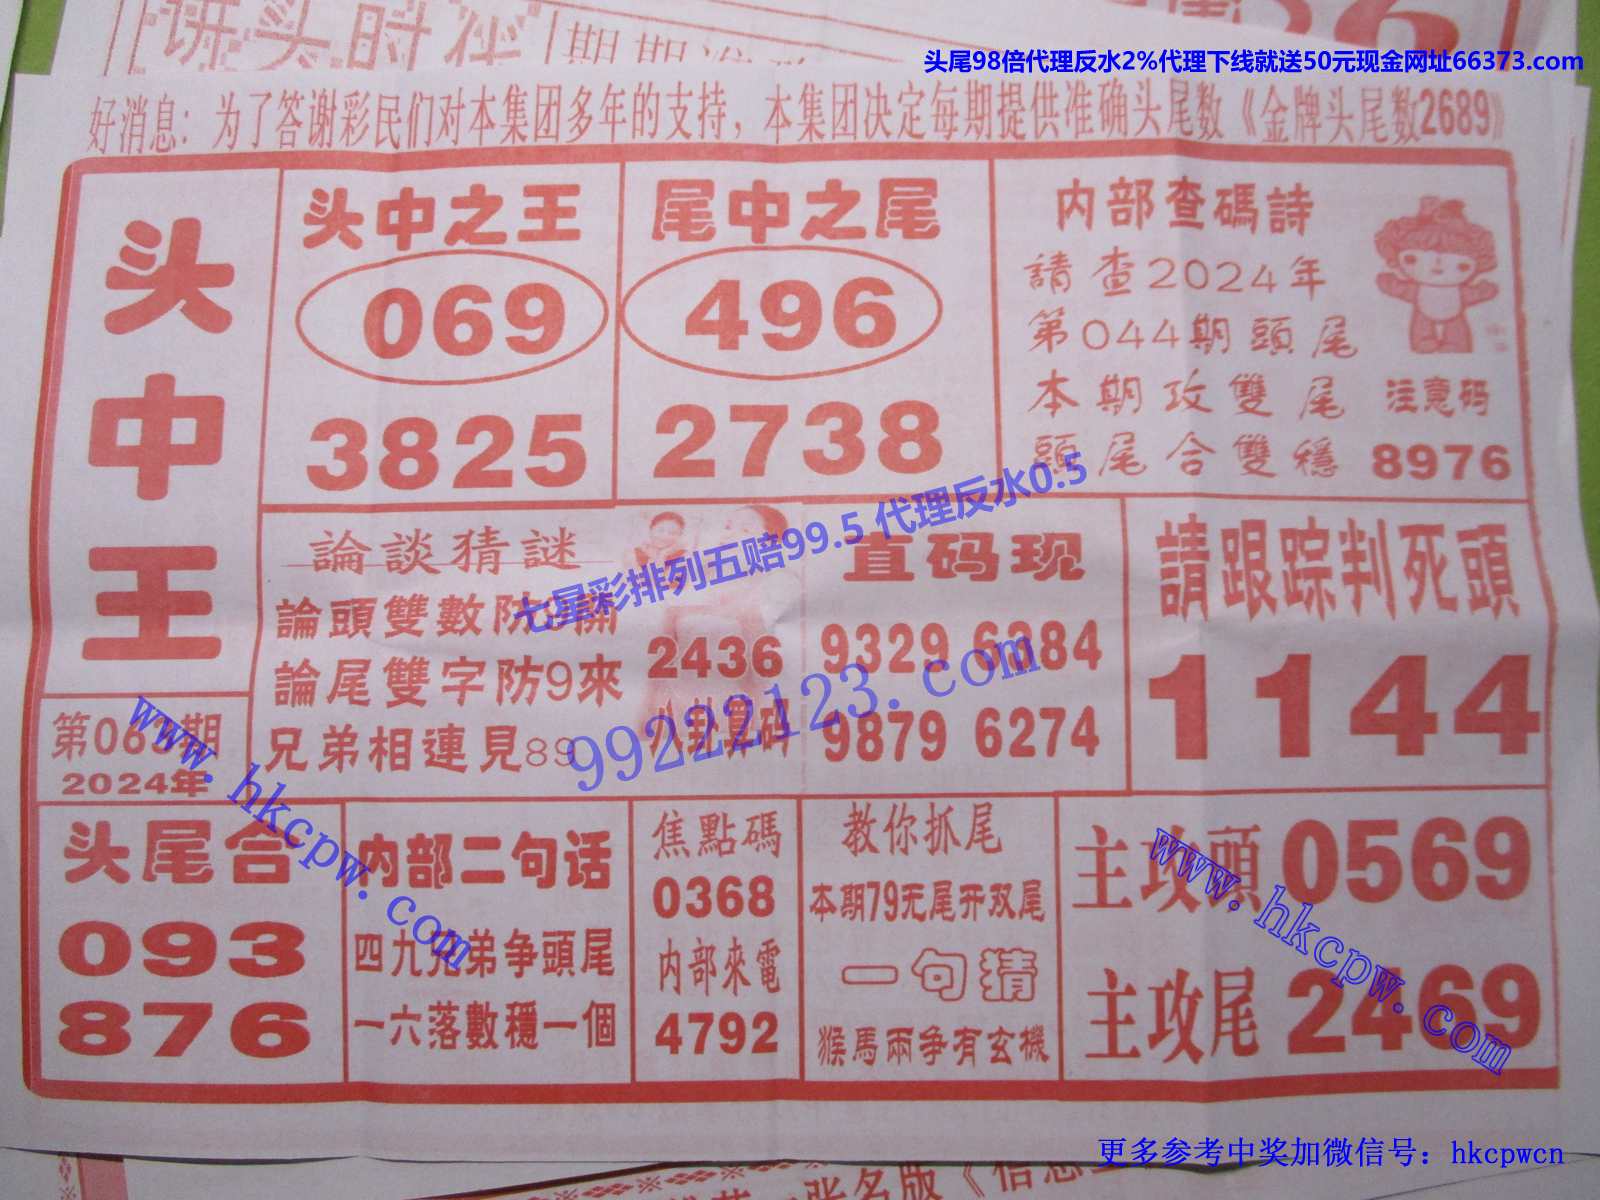 头尾98倍代理反水2%代理下线就送50元现金网址66373.com
好消息：为了答谢彩民们对本集团多年的支持，本集团决定每期提供准确头尾数《金牌头尾数2689》
头中王
第063期
2024年
头中之王
069
3825
尾中之尾
496
2738
内部查碼詩
請查2024年
第044期頭尾
本期攻雙尾
頭尾合雙穩
注意码
8976
論談猜謎
論頭雙數防
論尾雙字防9來
兄弟相連見89
2436
八卦算码
直码现
9329 6384
9879 6274
請跟踪判死頭
1144
七星彩排列五赔99.5 代理反水0.5
99222123.com
www.hkcpw.com
头尾合
093
876
内部二句话
四九兄弟争頭尾
一六落數穩一個
焦點碼
0368
内部來電
4792
教你抓尾
本期79无尾开双尾
一句猜
猴馬兩争有玄機
主攻頭0569
主攻尾2469
www.hkcpw.com
更多参考中奖加微信号：hkcpwcn